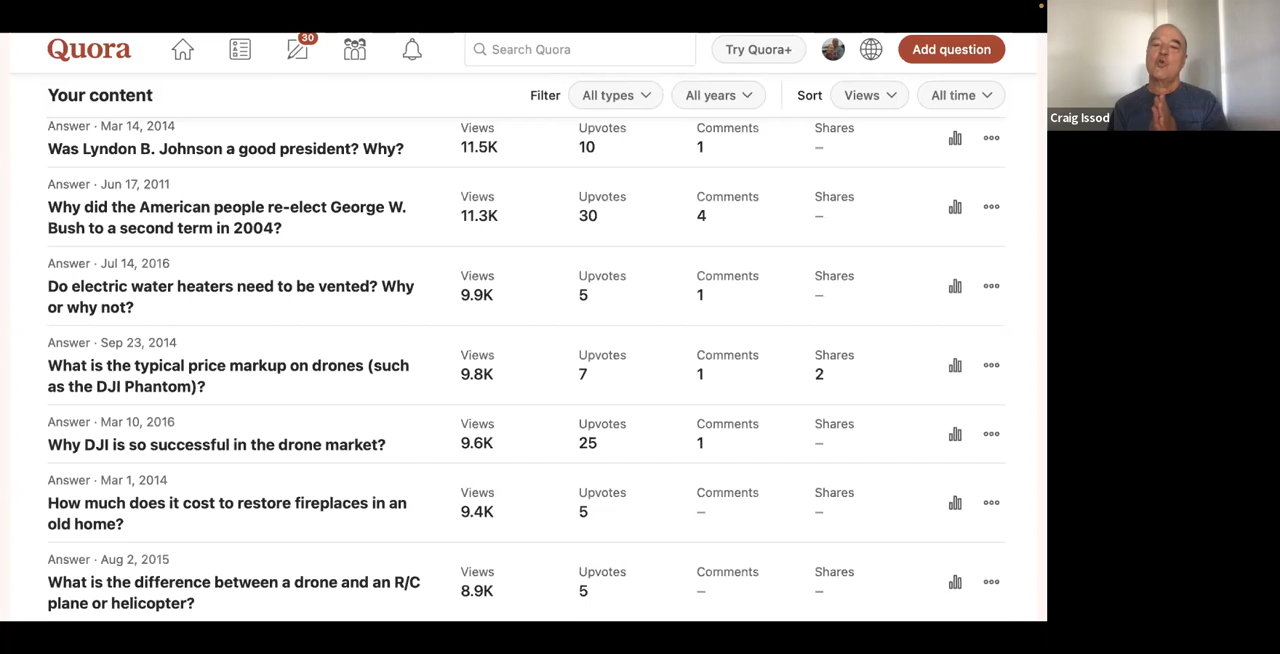 Quora
30
Search Quora
Try Quora+
Add question
Your content
Filter
All types
All years
Sort
Views
All time
Answer · Mar 14, 2014
Was Lyndon B. Johnson a good president? Why?
Views
11.5K
Upvotes
10
Comments
1
Shares
–
Answer · Jun 17, 2011
Why did the American people re-elect George W.
Bush to a second term in 2004?
Views
11.3K
Upvotes
30
Comments
4
Shares
–
Answer · Jul 14, 2016
Do electric water heaters need to be vented? Why
or why not?
Views
9.9K
Upvotes
5
Comments
1
Shares
–
Answer · Sep 23, 2014
What is the typical price markup on drones (such
as the DJI Phantom)?
Views
9.8K
Upvotes
7
Comments
1
Shares
2
Answer · Mar 10, 2016
Why DJI is so successful in the drone market?
Views
9.6K
Upvotes
25
Comments
1
Shares
–
Answer · Mar 1, 2014
How much does it cost to restore fireplaces in an
old home?
Views
9.4K
Upvotes
5
Comments
–
Shares
–
Answer · Aug 2, 2015
What is the difference between a drone and an R/C
plane or helicopter?
Views
8.9K
Upvotes
5
Comments
–
Shares
–
Craig Issod